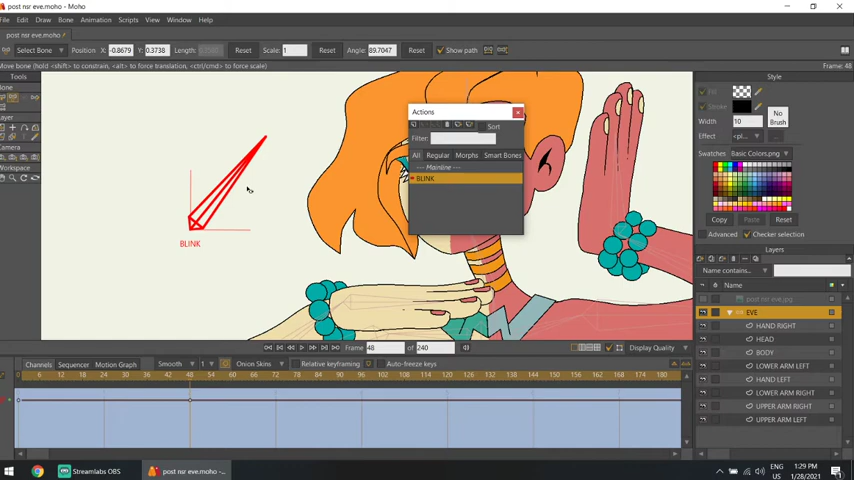 post nsr eve.moho - Moho
File Edit Draw Bone Animation Scripts Window Help
post nsr eve.moho
Select Bone Position X: -0.8679 Y: 0.3738 Length: Reset Scale: 1 Reset Angle: 89.7047 Reset Show path
Move bone (hold <shift> to constrain, <alt> to force translation, <ctrl/cmd> to force scale) Frame: 48
Tools
Bone
Layer
Camera
Workspace
BLINK
Actions
Sort
Filter:
All Regular Morphs Smart Bones
--- Mainline ---
BLINK
Style
Fill
Stroke
Width
10
Effect
No
Brush
Swatches Basic Colors.png
Copy Paste Reset
Advanced Checker selection
Layers
Name contains...
Name
post nsr eve.jpg
EVE
HAND RIGHT
HEAD
BODY
LOWER ARM LEFT
HAND LEFT
LOWER ARM RIGHT
UPPER ARM RIGHT
UPPER ARM LEFT
Frame 48 of 240 Display Quality
Channels Sequencer Motion Graph Smooth 1 Onion Skins Relative keyframing Auto-freeze keys
0 6 12 18 24 30 36 42 48 54 60 66 72 78 84 90 96 102 108 114 120 126 132 138 144 150 156 162 168 174 180
Streamlabs OBS
post nsr eve.moho -...
ENG
US
1:29 PM
1/28/2021